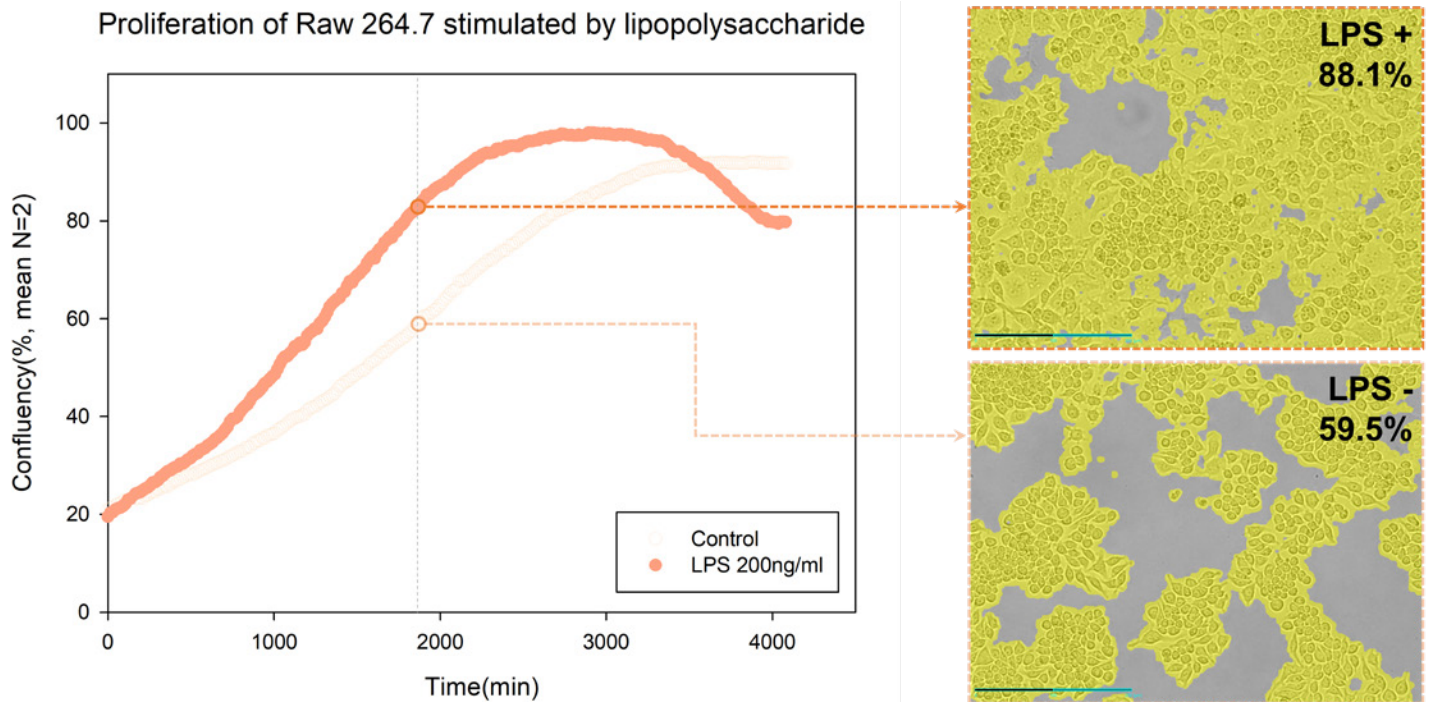 Proliferation of Raw 264.7 stimulated by lipopolysaccharide
Confluency(%, mean N=2)
100
80
60
40
20
0
0 1000 2000 3000 4000
Time(min)
Control
LPS 200ng/ml
LPS +
88.1%
LPS -
59.5%